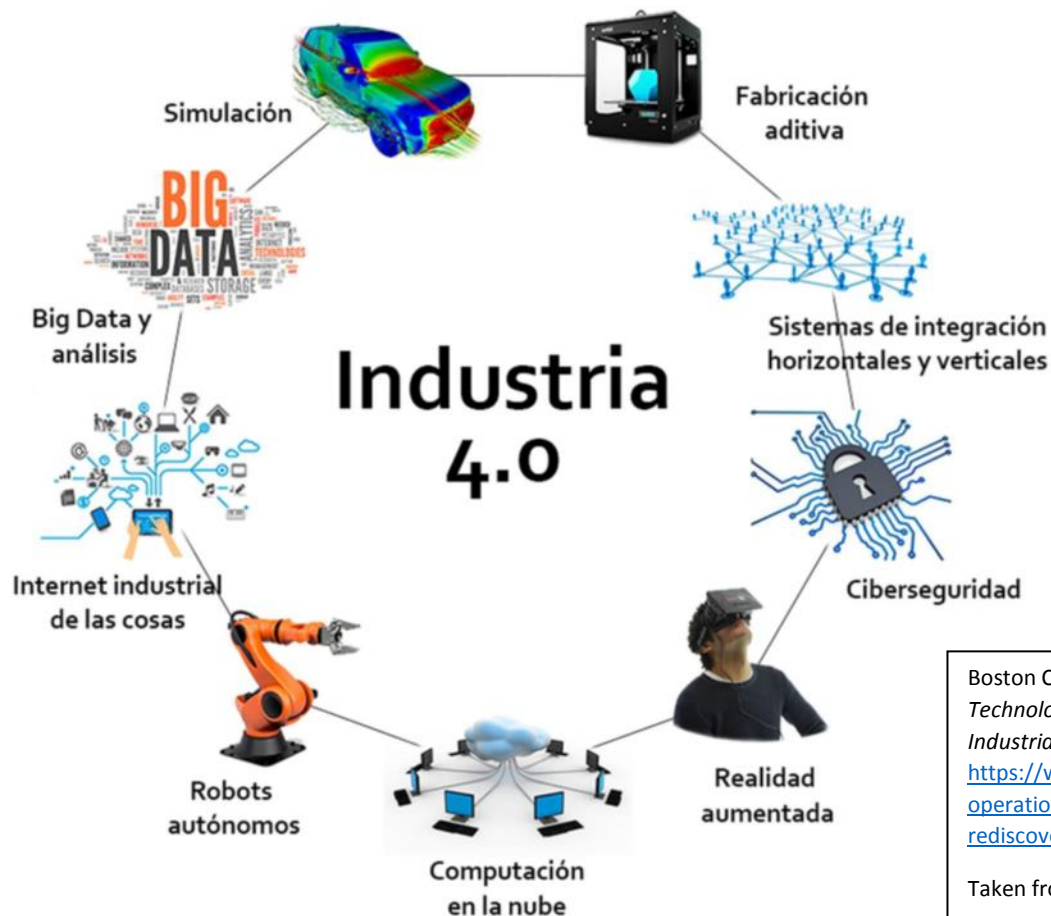 Simulación
Fabricación
aditiva
BIG
DATA
ANALYTICS
TECHNOLOGIES
INFORMATION
COMPLEX
STORAGE
Big Data y
análisis
Sistemas de integración
horizontales y verticales
Industria
4.0
Internet industrial
de las cosas
Ciberseguridad
Robots
autónomos
Realidad
aumentada
Computación
en la nube
Boston C
Technolo
Industria
https://w
operatio
rediscove
Taken fro